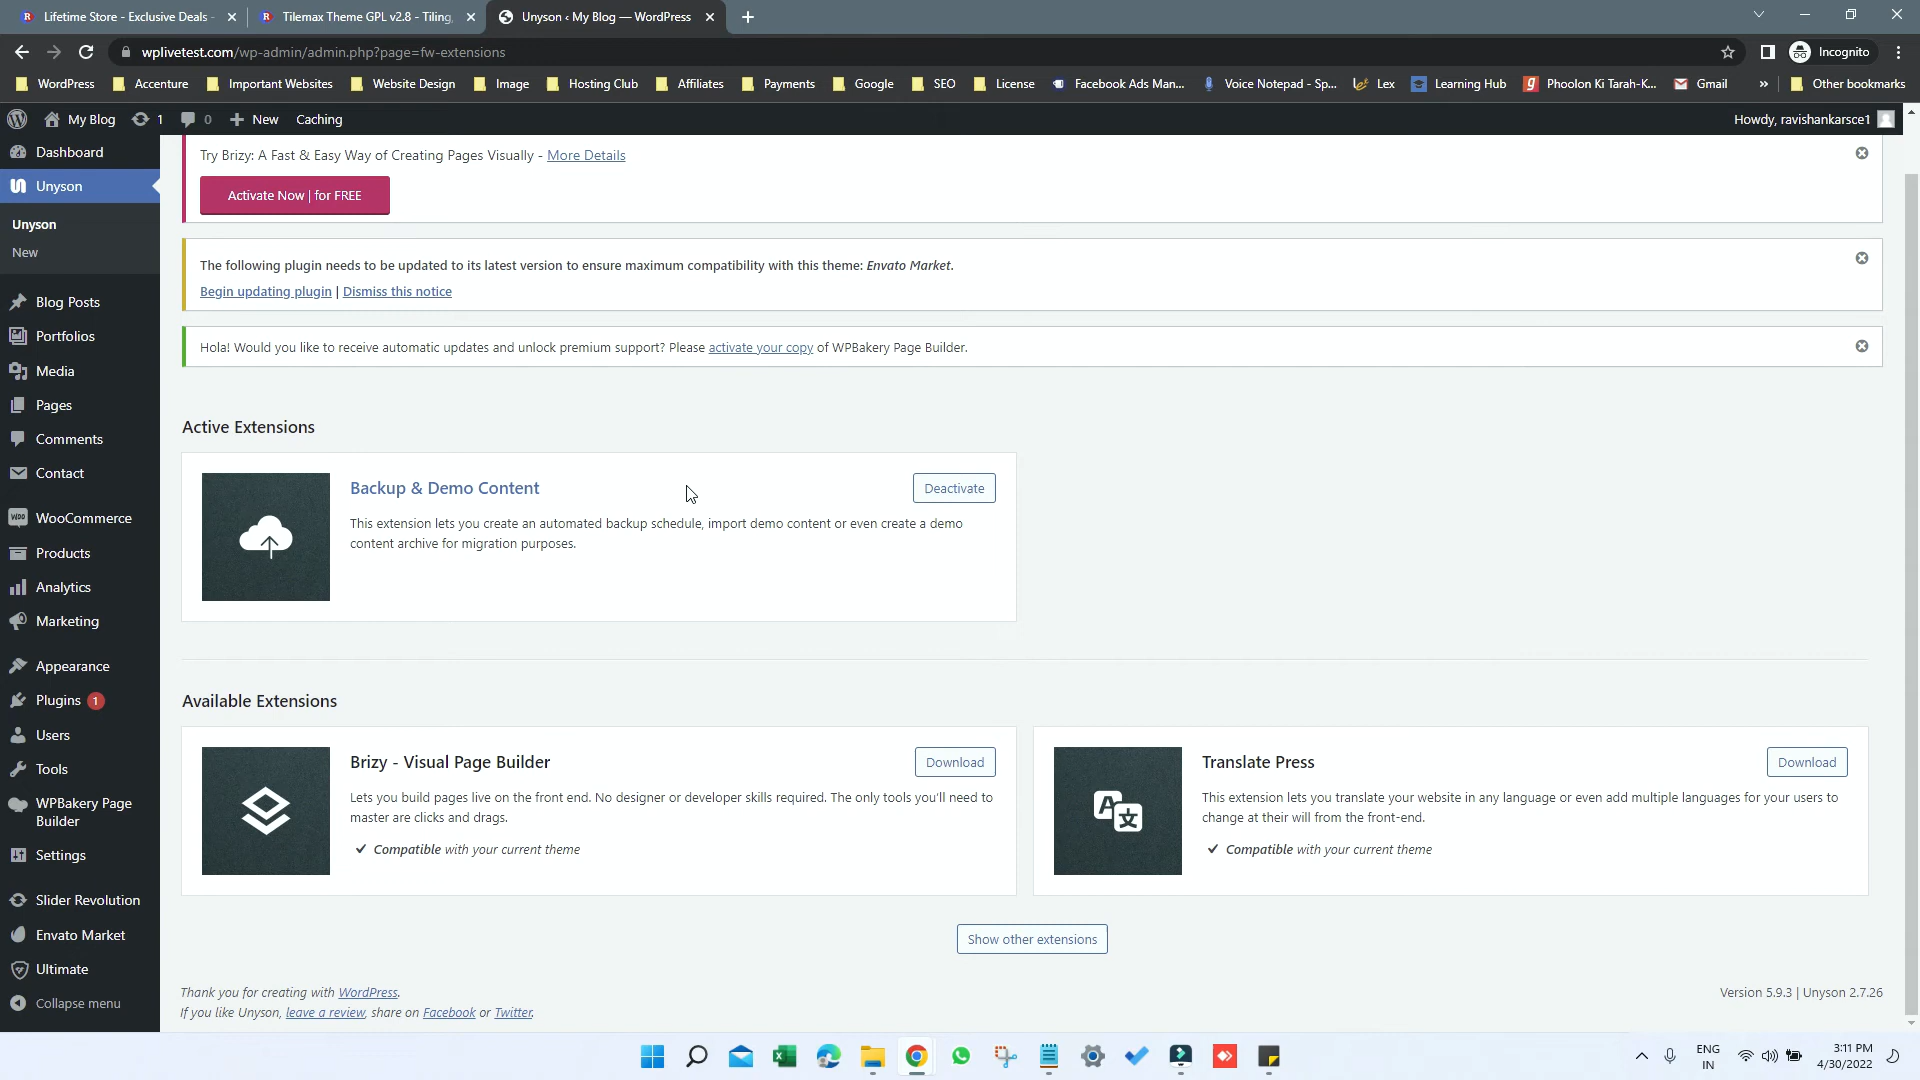 Lifetime Store - Exclusive Deals -
Tilemax Theme GPL v2.8 - Tiling,
Unyson ‹ My Blog — WordPress
wplivetest.com/wp-admin/admin.php?page=fw-extensions
Incognito
WordPress
Accenture
Important Websites
Website Design
Image
Hosting Club
Affiliates
Payments
Google
SEO
License
Facebook Ads Man...
Voice Notepad - Sp...
Lex
Learning Hub
Phoolon Ki Tarah-K...
Gmail
»
Other bookmarks
My Blog
1
0
New
Caching
Howdy, ravishankarsce1
Dashboard
Unyson
Unyson
New
Blog Posts
Portfolios
Media
Pages
Comments
Contact
WooCommerce
Products
Analytics
Marketing
Appearance
Plugins 1
Users
Tools
WPBakery Page
Builder
Settings
Slider Revolution
Envato Market
Ultimate
Collapse menu
Try Brizy: A Fast & Easy Way of Creating Pages Visually - More Details
Activate Now | for FREE
The following plugin needs to be updated to its latest version to ensure maximum compatibility with this theme: Envato Market.
Begin updating plugin | Dismiss this notice
Hola! Would you like to receive automatic updates and unlock premium support? Please activate your copy of WPBakery Page Builder.
Active Extensions
Backup & Demo Content
Deactivate
This extension lets you create an automated backup schedule, import demo content or even create a demo
content archive for migration purposes.
Available Extensions
Brizy - Visual Page Builder
Download
Lets you build pages live on the front end. No designer or developer skills required. The only tools you'll need to
master are clicks and drags.
✓ Compatible with your current theme
Translate Press
Download
This extension lets you translate your website in any language or even add multiple languages for your users to
change at their will from the front-end.
✓ Compatible with your current theme
Show other extensions
Thank you for creating with WordPress.
If you like Unyson, leave a review, share on Facebook or Twitter.
Version 5.9.3 | Unyson 2.7.26
ENG
IN
3:11 PM
4/30/2022